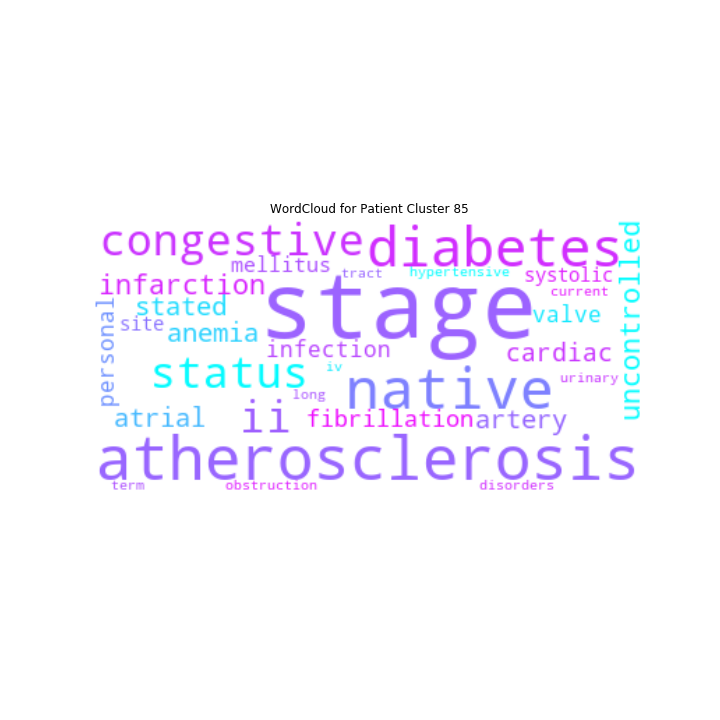 WordCloud for Patient Cluster 85
congestive
diabetes
uncontrolled
mellitus
tract
hypertensive
systolic
infarction
stage
current
personal
stated
valve
site
anemia
infection
cardiac
status
iv
native
urinary
long
atrial
ii
fibrillation
artery
atherosclerosis
term
obstruction
disorders